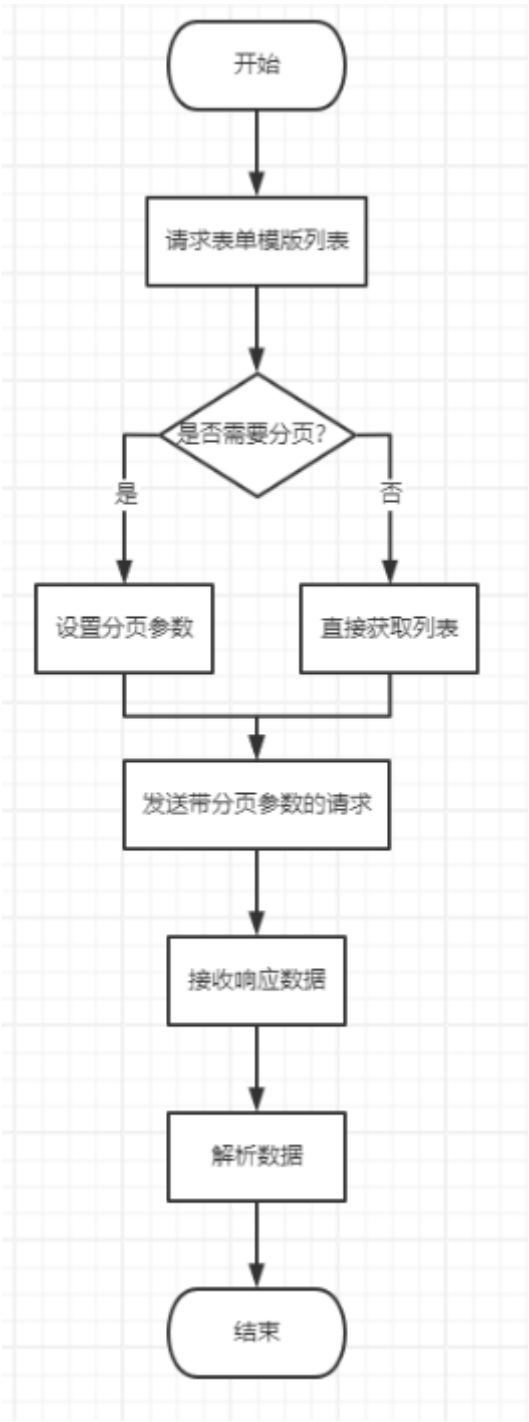 开始
请求表单模版列表
是否需要分页?
是
否
设置分页参数
直接获取列表
发送带分页参数的请求
接收响应数据
解析数据
结束